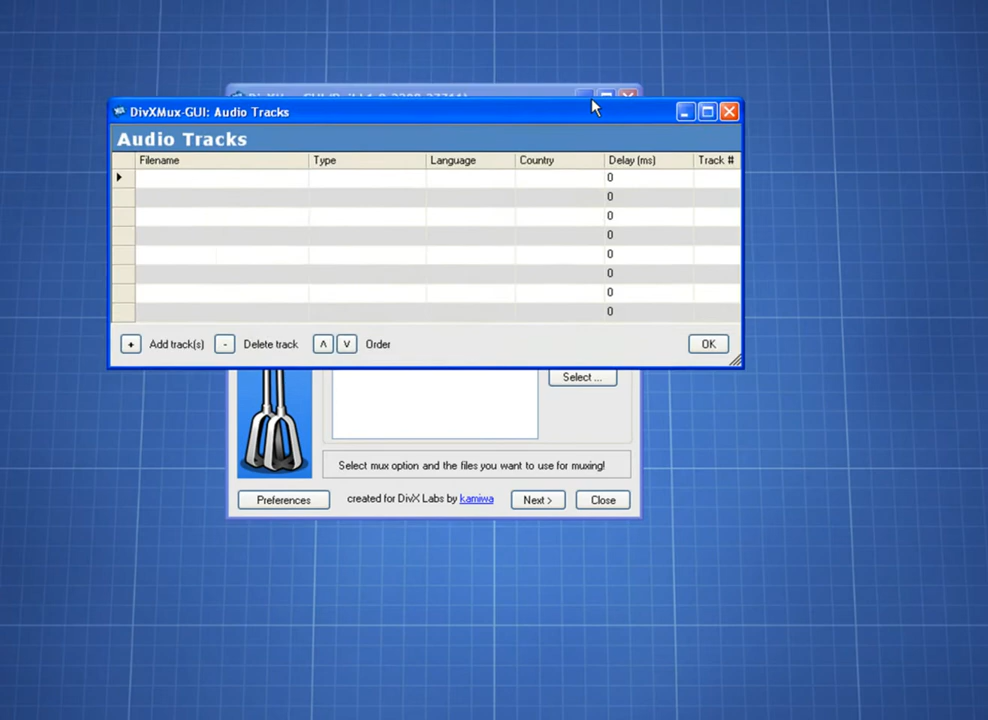 DivXMux-GUI: Audio Tracks
Audio Tracks
Filename Type Language Country Delay (ms) Track #
0
0
0
0
0
0
0
0
+ Add track(s) - Delete track Λ V Order OK
Select ...
Select mux option and the files you want to use for muxing!
Preferences created for DivX Labs by kamiwa Next > Close